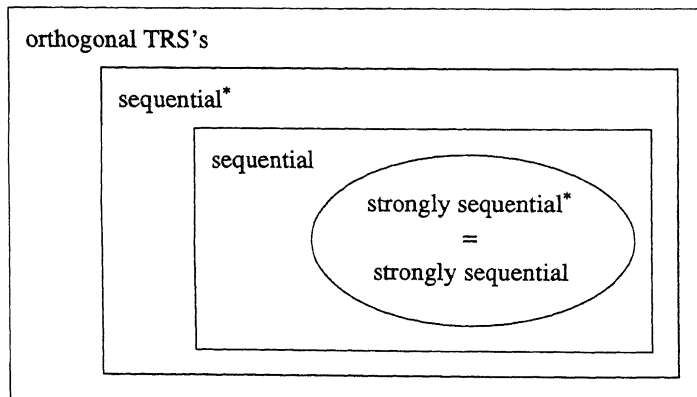 orthogonal TRS's
sequential*
sequential
strongly sequential*
=
strongly sequential